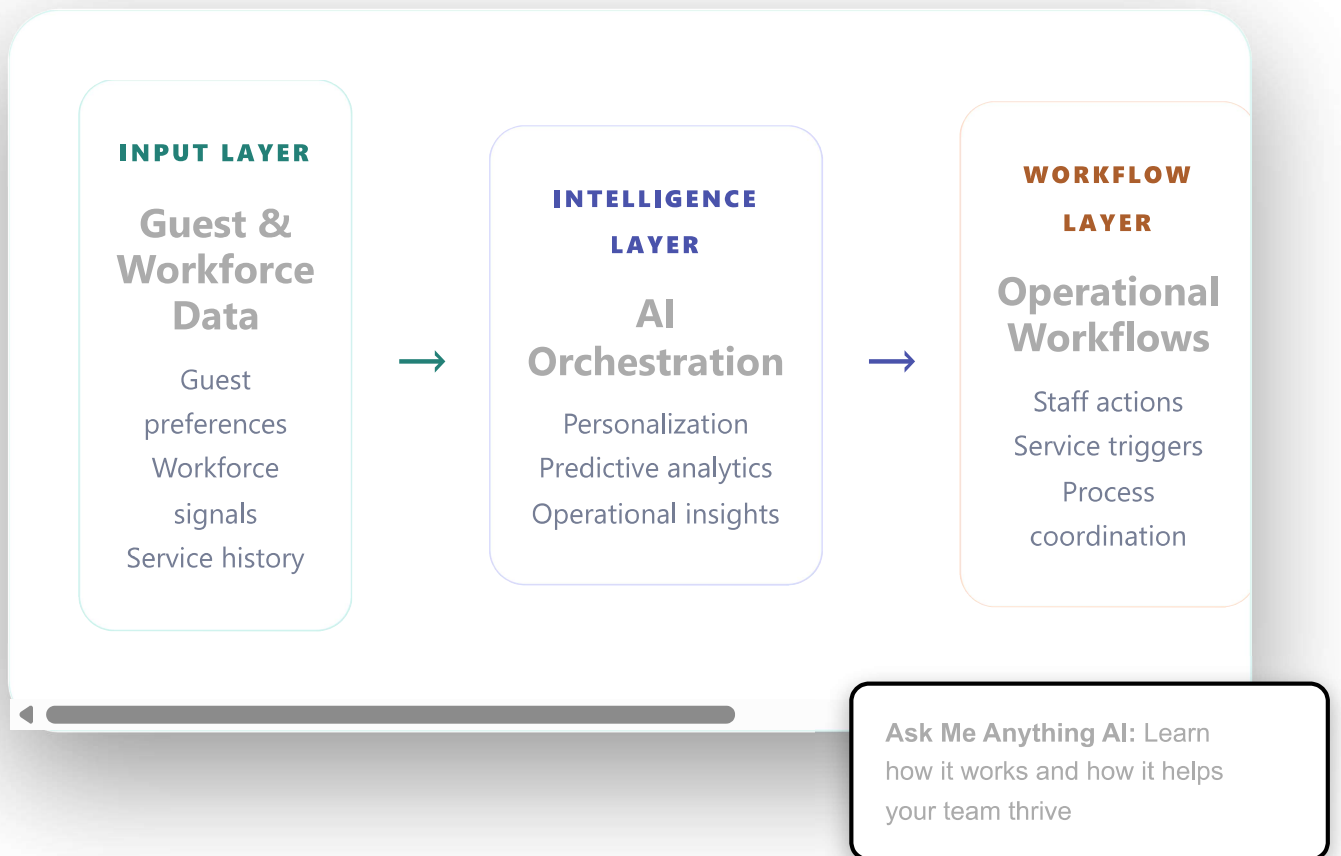 INPUT LAYER
Guest &
Workforce
Data
Guest
preferences
Workforce
signals
Service history
→
INTELLIGENCE
LAYER
AI
Orchestration
Personalization
Predictive analytics
Operational insights
→
WORKFLOW
LAYER
Operational
Workflows
Staff actions
Service triggers
Process
coordination
Ask Me Anything AI: Learn
how it works and how it helps
your team thrive